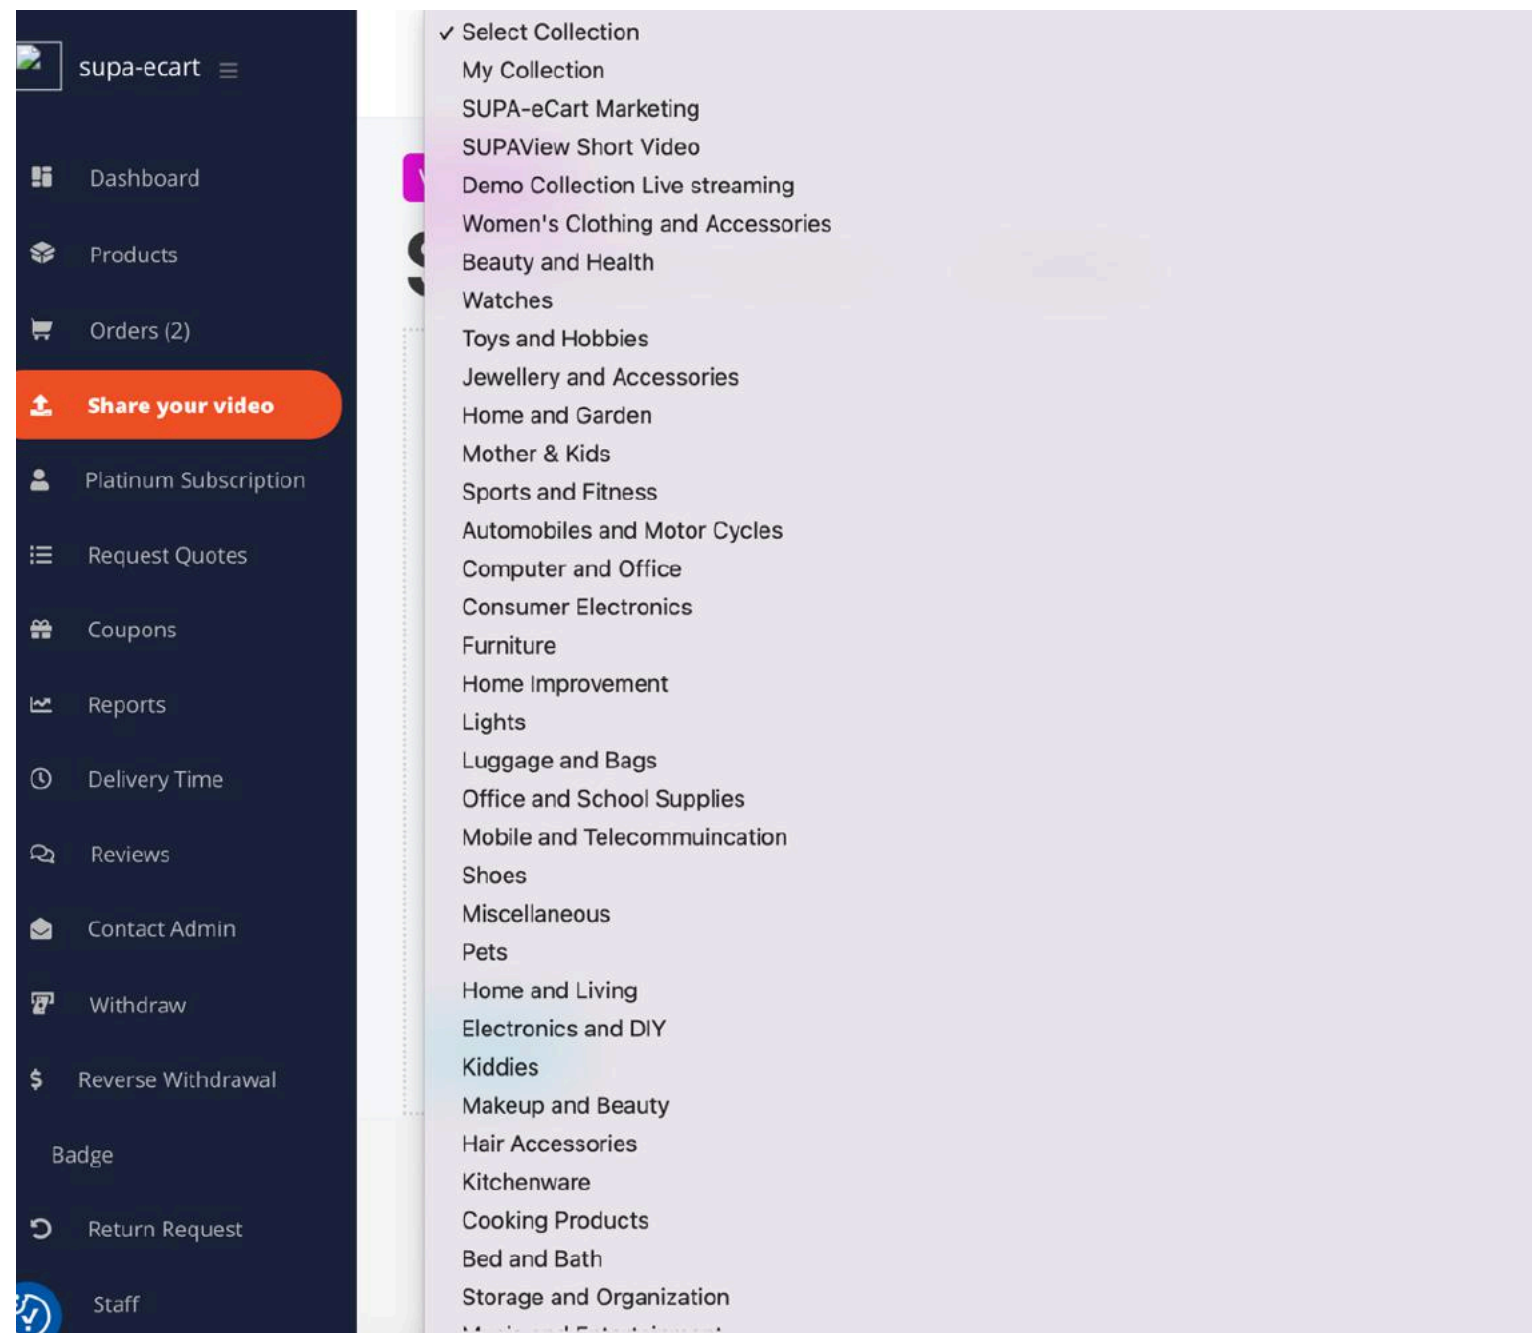 supa-ecart
Dashboard
Products
Orders (2)
Share your video
Platinum Subscription
Request Quotes
Coupons
Reports
Delivery Time
Reviews
Contact Admin
Withdraw
Reverse Withdrawal
Badge
Return Request
Staff
✓ Select Collection
My Collection
SUPA-eCart Marketing
SUPAView Short Video
Demo Collection Live streaming
Women's Clothing and Accessories
Beauty and Health
Watches
Toys and Hobbies
Jewellery and Accessories
Home and Garden
Mother & Kids
Sports and Fitness
Automobiles and Motor Cycles
Computer and Office
Consumer Electronics
Furniture
Home Improvement
Lights
Luggage and Bags
Office and School Supplies
Mobile and Telecommuincation
Shoes
Miscellaneous
Pets
Home and Living
Electronics and DIY
Kiddies
Makeup and Beauty
Hair Accessories
Kitchenware
Cooking Products
Bed and Bath
Storage and Organization